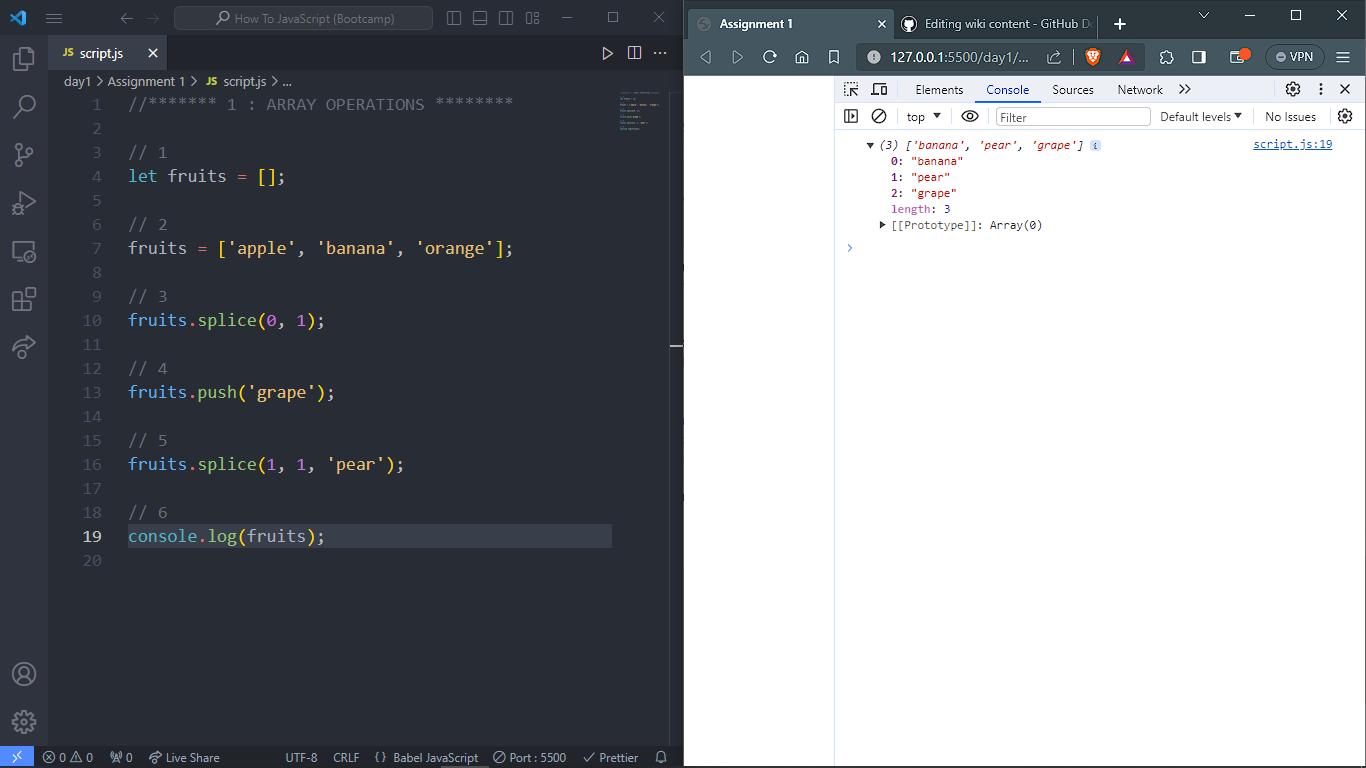 How To JavaScript (Bootcamp)
JS script.js
day1 > Assignment 1 > JS script.js > ...
1 //******* 1 : ARRAY OPERATIONS ********
2
3 // 1
4 let fruits = [];
5
6 // 2
7 fruits = ['apple', 'banana', 'orange'];
8
9 // 3
10 fruits.splice(0, 1);
11
12 // 4
13 fruits.push('grape');
14
15 // 5
16 fruits.splice(1, 1, 'pear');
17
18 // 6
19 console.log(fruits);
20
0 0 0 Live Share UTF-8 CRLF {} Babel JavaScript Port : 5500 Prettier
Assignment 1
Editing wiki content - GitHub
127.0.0.1:5500/day1/... VPN
Elements Console Sources Network
top Filter Default levels No Issues
(3) ['banana', 'pear', 'grape'] i script.js:19
0: "banana"
1: "pear"
2: "grape"
length: 3
[[Prototype]]: Array(0)